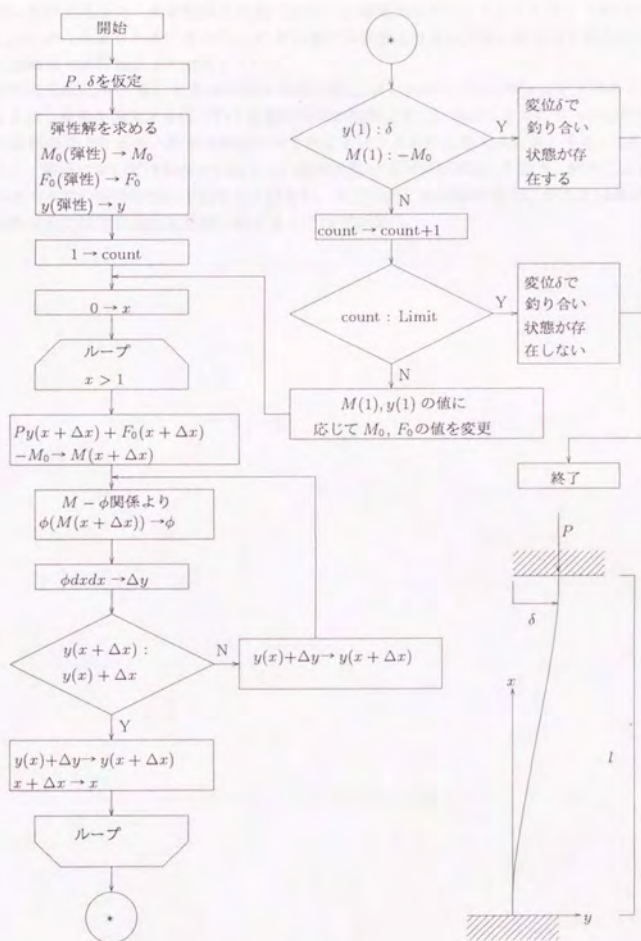 開始
P, δを仮定
弾性解を求める
M₀(弾性) → M₀
F₀(弾性) → F₀
y(弾性) → y
1 → count
0 → x
ループ
x > 1
Py(x + Δx) + F₀(x + Δx)
−M₀→ M(x + Δx)
M − φ関係より
φ(M(x + Δx)) →φ
φdxdx →Δy
y(x + Δx) :
y(x) + Δx
N
y(x)+Δy→ y(x + Δx)
Y
y(x)+Δy→ y(x + Δx)
x + Δx → x
ループ
*
*
y(1) : δ
M(1) : −M₀
Y
変位δで
釣り合い
状態が存
在する
N
count → count+1
count : Limit
Y
変位δで
釣り合い
状態が存
在しない
N
M(1), y(1) の値に
応じて M₀, F₀の値を変更
終了
P
δ
x
l
y